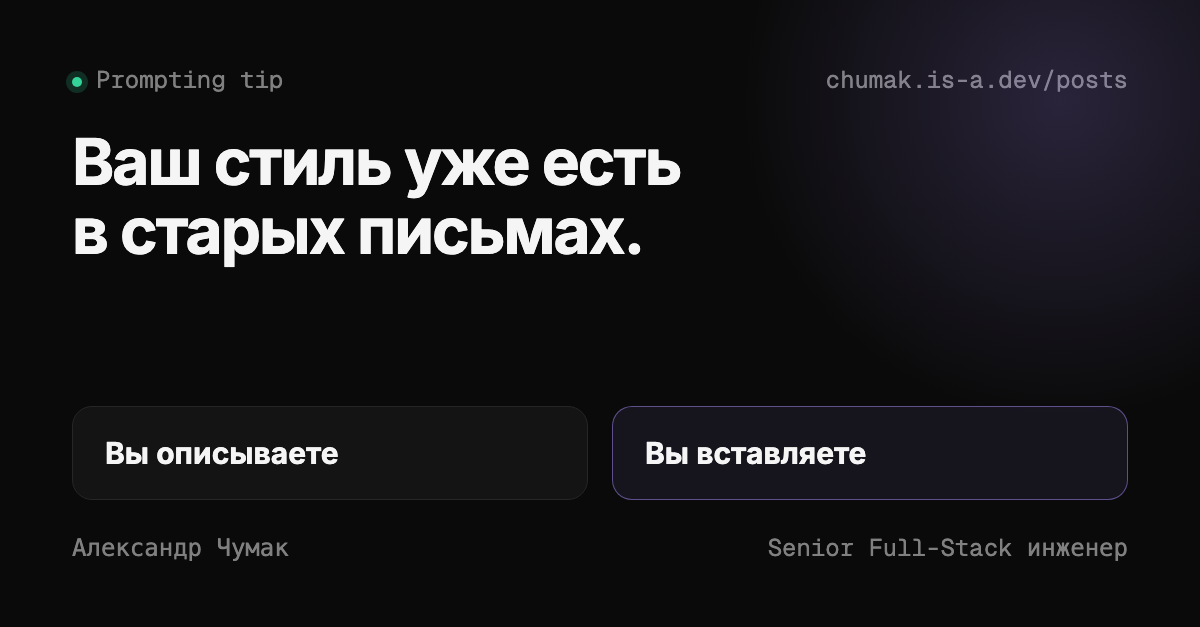 Prompting tip
chumak.is-a.dev/posts
Ваш стиль уже есть
в старых письмах.
Вы описываете
Вы вставляете
Александр Чумак
Senior Full-Stack инженер